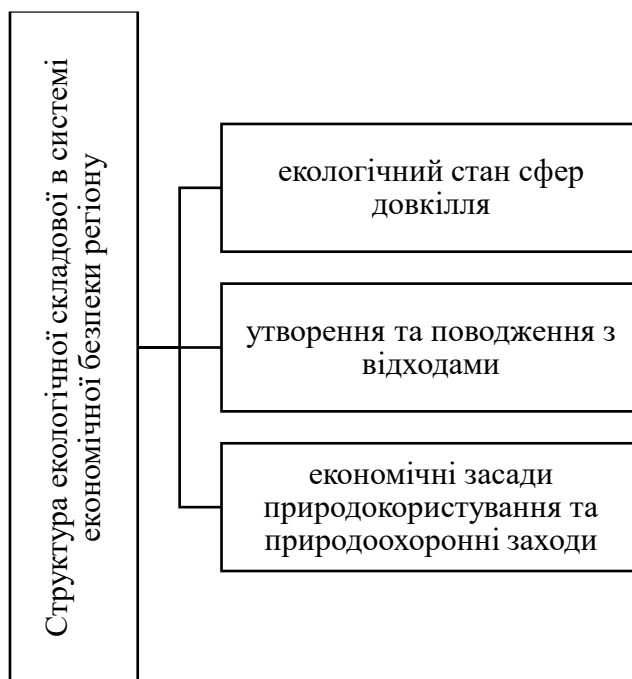 Структура екологічної складової в системі
економічної безпеки регіону
екологічний стан сфер
довкілля
утворення та поводження з
відходами
економічні засади
природокористування та
природоохоронні заходи